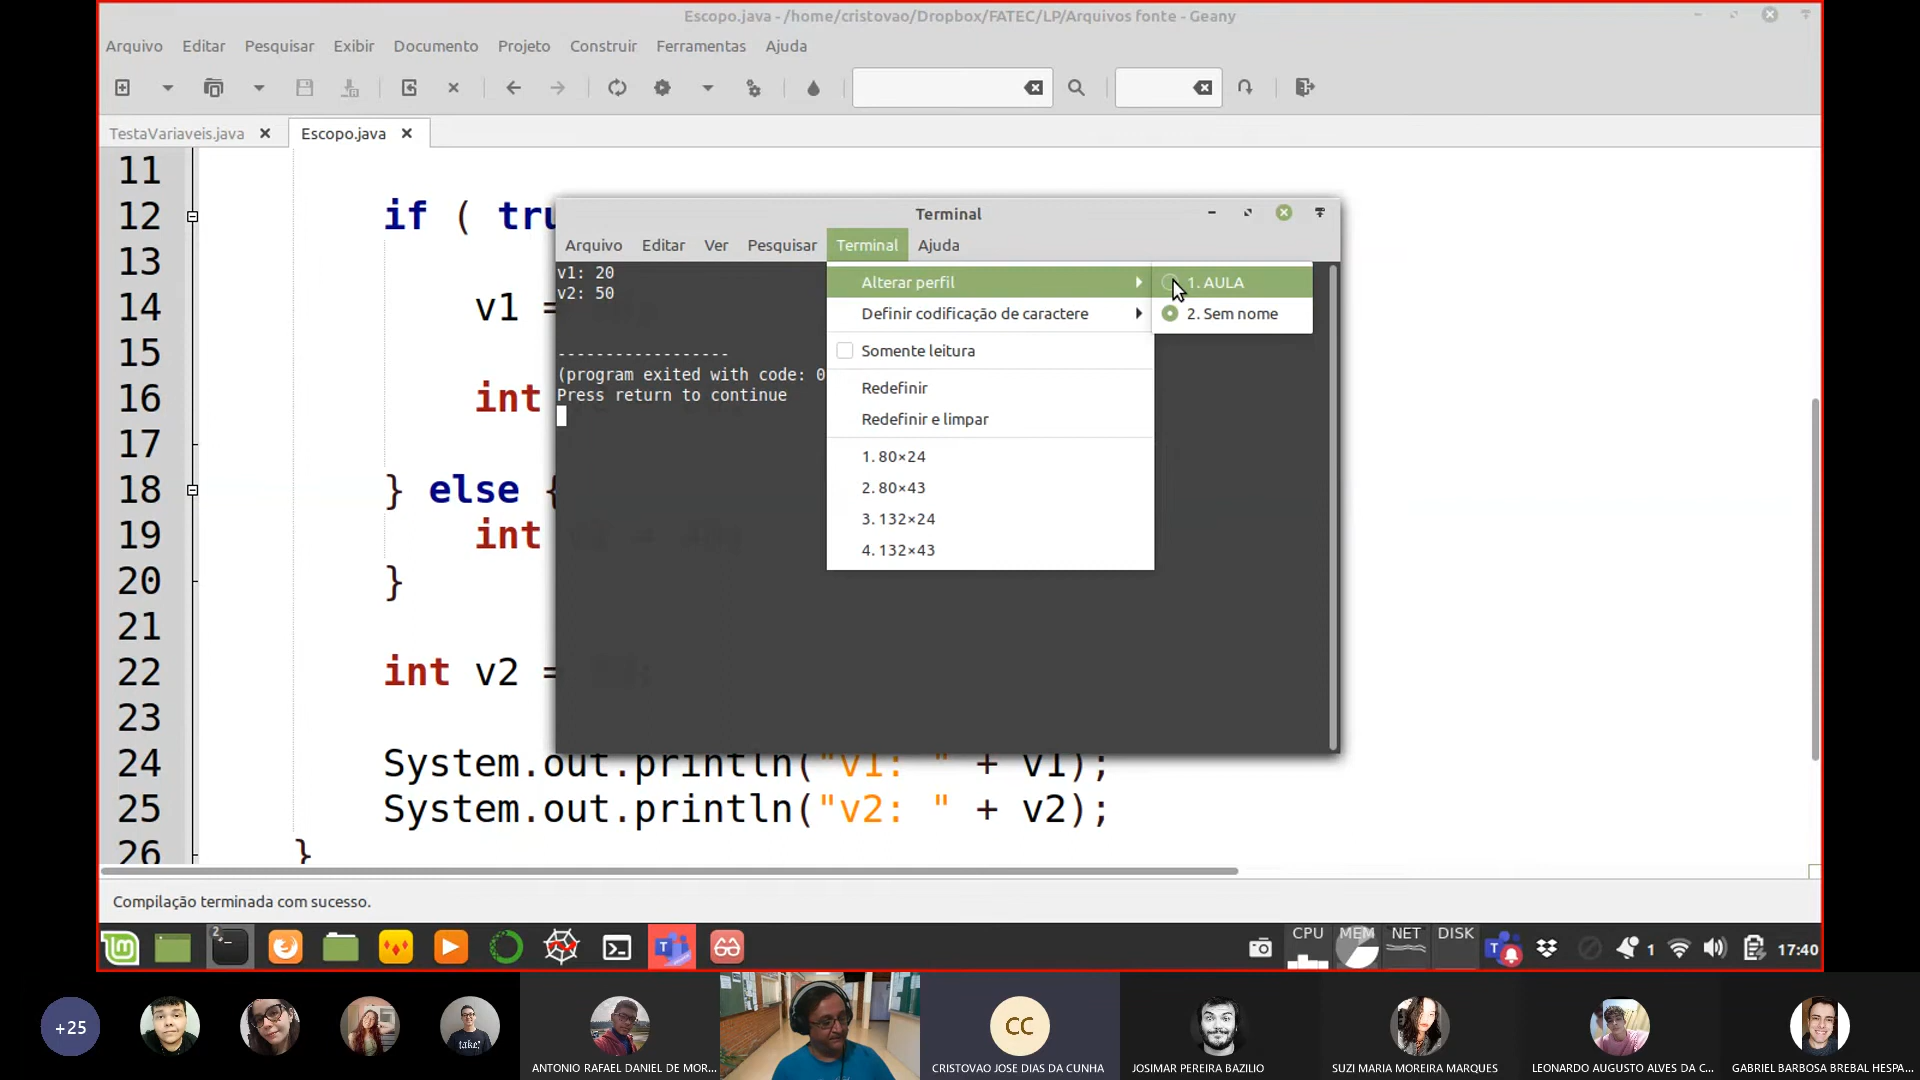 Escopo.java - /home/cristovao/Dropbox/FATEC/LP/Arquivos fonte - Geany
Arquivo Editar Pesquisar Exibir Documento Projeto Construir Ferramentas Ajuda
TestaVariaveis.java Escopo.java
11
12 if ( tru
13
14 v1 =
15
16 int
17
18 } else {
19 int
20 }
21
22 int v2 =
23
24 System.out.println("v1: " + v1);
25 System.out.println("v2: " + v2);
26 }
Terminal
Arquivo Editar Ver Pesquisar Terminal Ajuda
v1: 20
v2: 50
------------------
(program exited with code: 0
Press return to continue
Alterar perfil
Definir codificação de caractere
Somente leitura
Redefinir
Redefinir e limpar
1. 80×24
2. 80×43
3. 132×24
4. 132×43
1. AULA
2. Sem nome
Compilação terminada com sucesso.
2 CPU MEM NET DISK 1 17:40
+25
take!
CC
ANTONIO RAFAEL DANIEL DE MOR...
CRISTOVAO JOSE DIAS DA CUNHA
JOSIMAR PEREIRA BAZILIO
SUZI MARIA MOREIRA MARQUES
LEONARDO AUGUSTO ALVES DA C...
GABRIEL BARBOSA BREBAL HESPA...